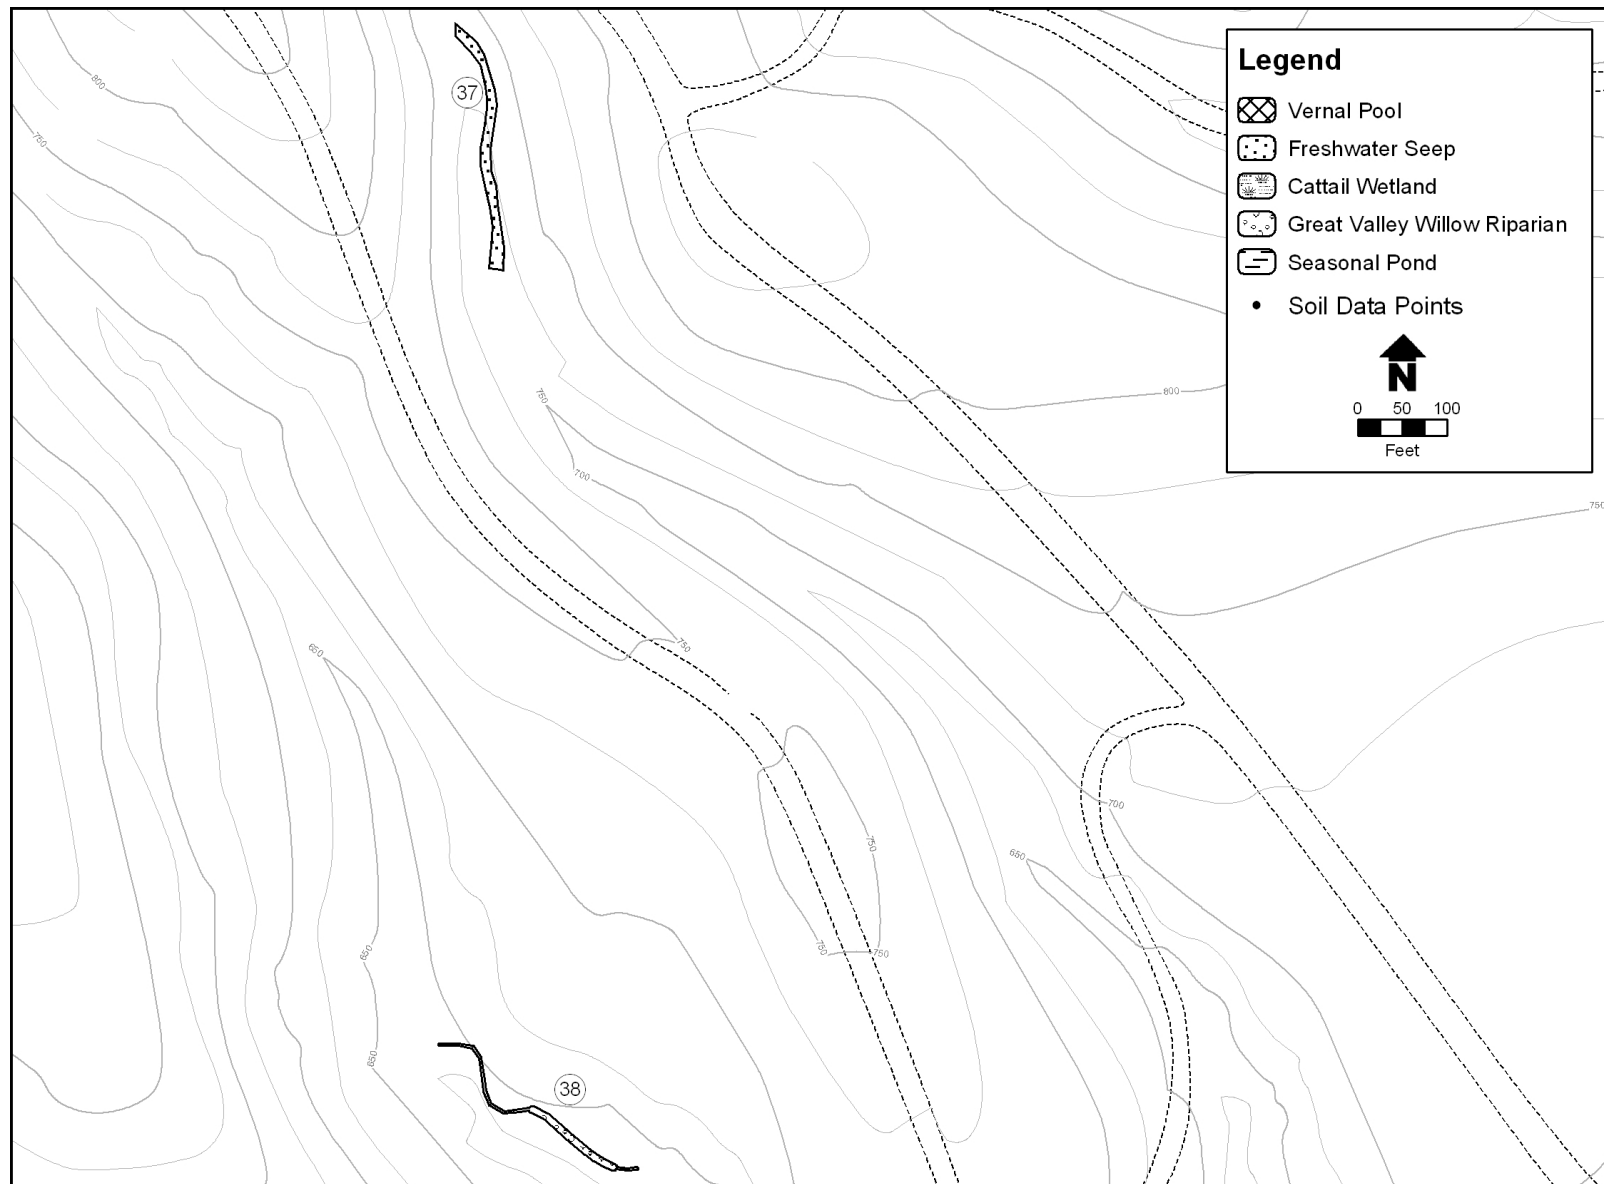 Legend
Vernal Pool
Freshwater Seep
Cattail Wetland
Great Valley Willow Riparian
Seasonal Pond
Soil Data Points
N
0 50 100
Feet
800
37
750
750
800
700
750
650
750
700
750
650
750
750
650
650
38